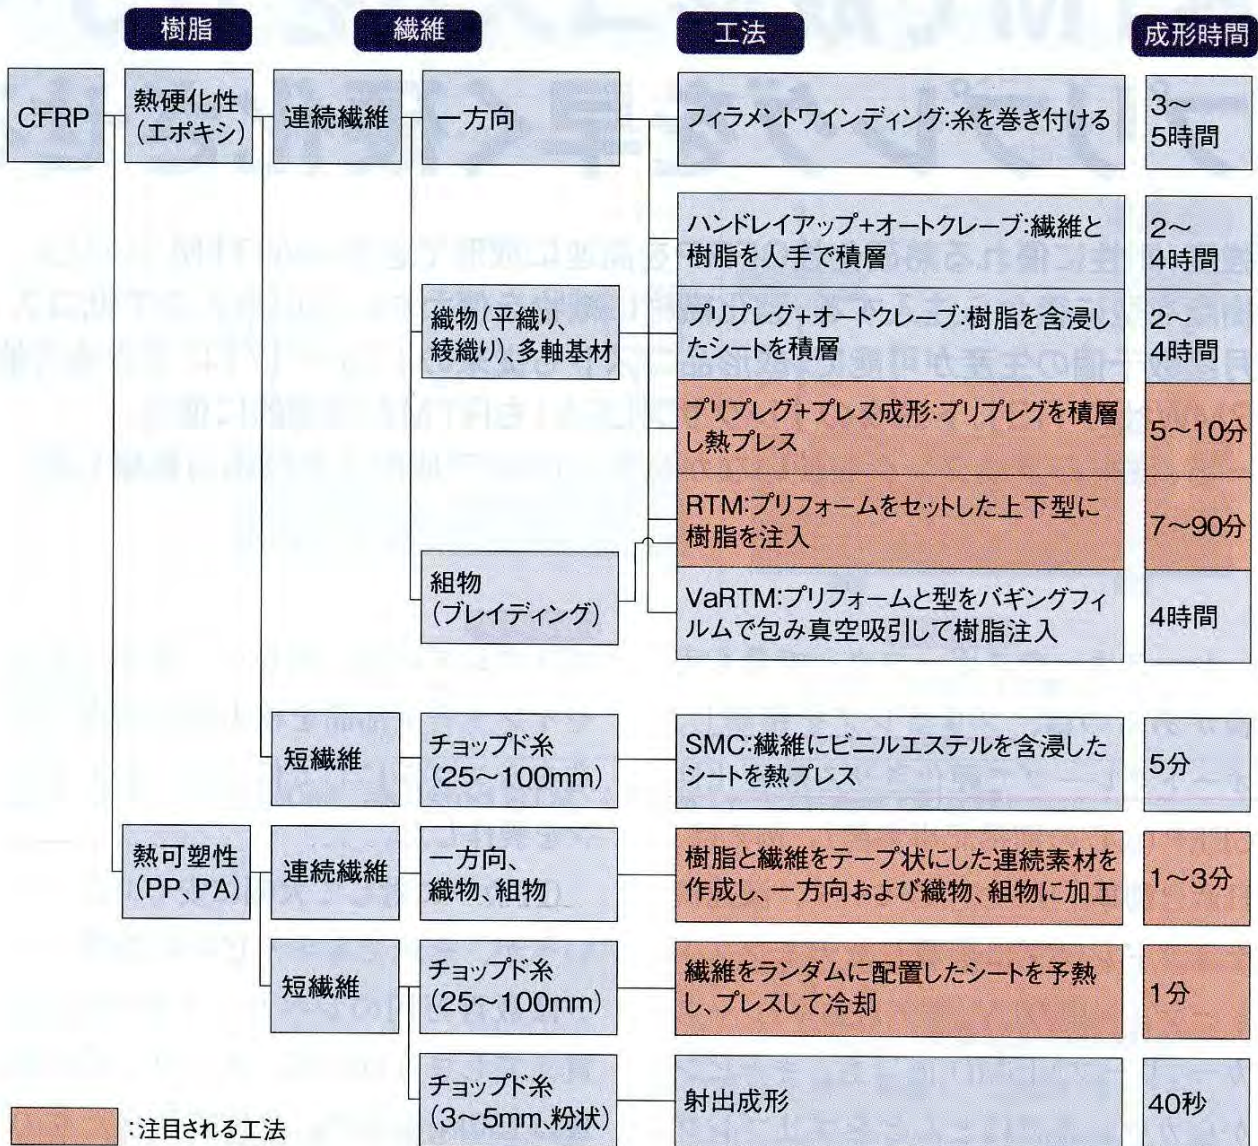 樹脂
繊維
工法
成形時間
CFRP
熱硬化性
(エポキシ)
連続繊維
一方向
フィラメントワインディング:糸を巻き付ける
3〜
5時間
ハンドレイアップ+オートクレーブ:繊維と
樹脂を人手で積層
2〜
4時間
織物(平織り、
綾織り)、多軸基材
プリプレグ+オートクレーブ:樹脂を含浸し
たシートを積層
2〜
4時間
プリプレグ+プレス成形:プリプレグを積層
し熱プレス
5〜10分
RTM:プリフォームをセットした上下型に
樹脂を注入
7〜90分
組物
(ブレイディング)
VaRTM:プリフォームと型をバギングフィ
ルムで包み真空吸引して樹脂注入
4時間
短繊維
チョップド糸
(25〜100mm)
SMC:繊維にビニルエステルを含浸した
シートを熱プレス
5分
熱可塑性
(PP、PA)
連続繊維
一方向、
織物、組物
樹脂と繊維をテープ状にした連続素材を
作成し、一方向および織物、組物に加工
1〜3分
短繊維
チョップド糸
(25〜100mm)
繊維をランダムに配置したシートを予熱
し、プレスして冷却
1分
チョップド糸
(3〜5mm、粉状)
射出成形
40秒
:注目される工法